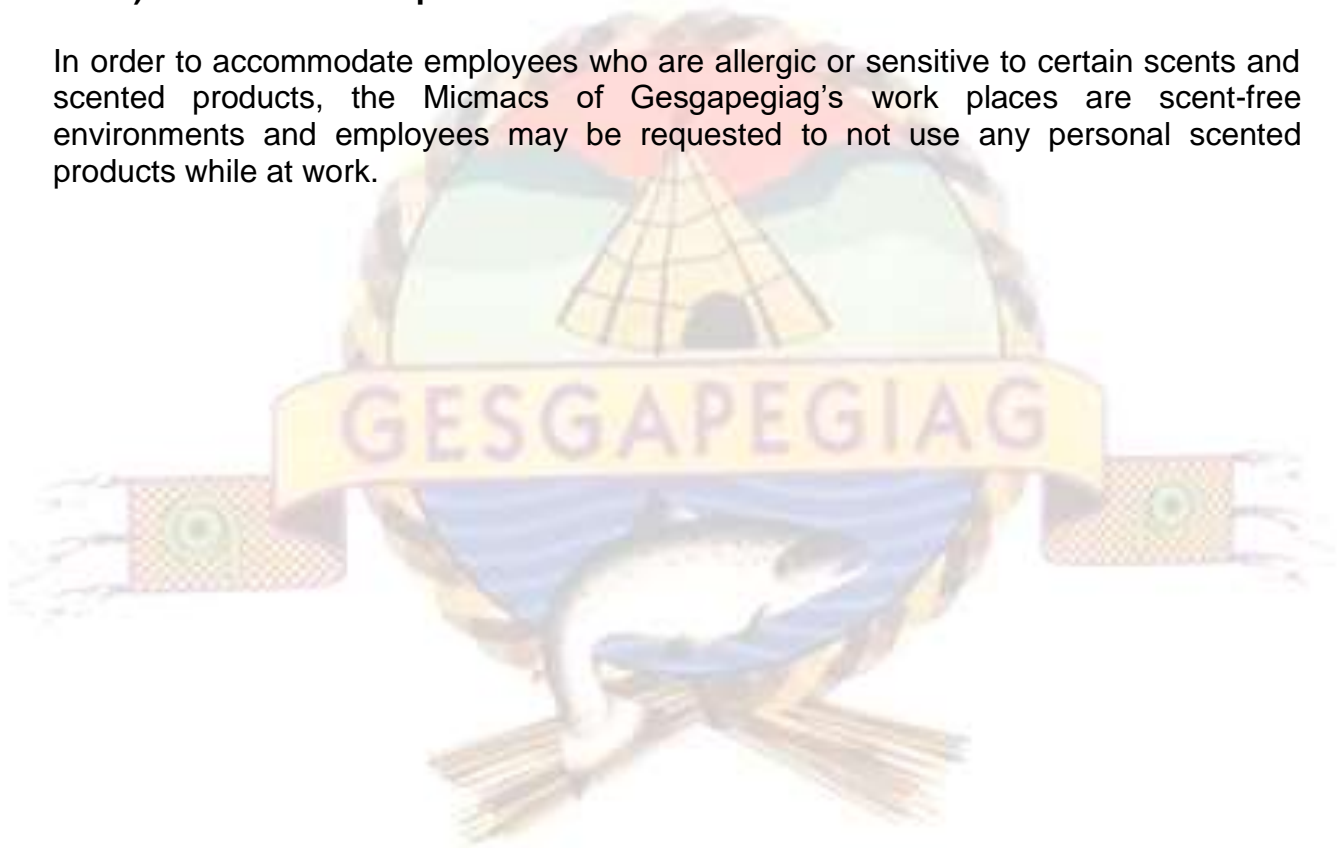 In order to accommodate employees who are allergic or sensitive to certain scents and
scented products, the Micmacs of Gesgapegiag’s work places are scent-free
environments and employees may be requested to not use any personal scented
products while at work.
GESGAPEGIAG